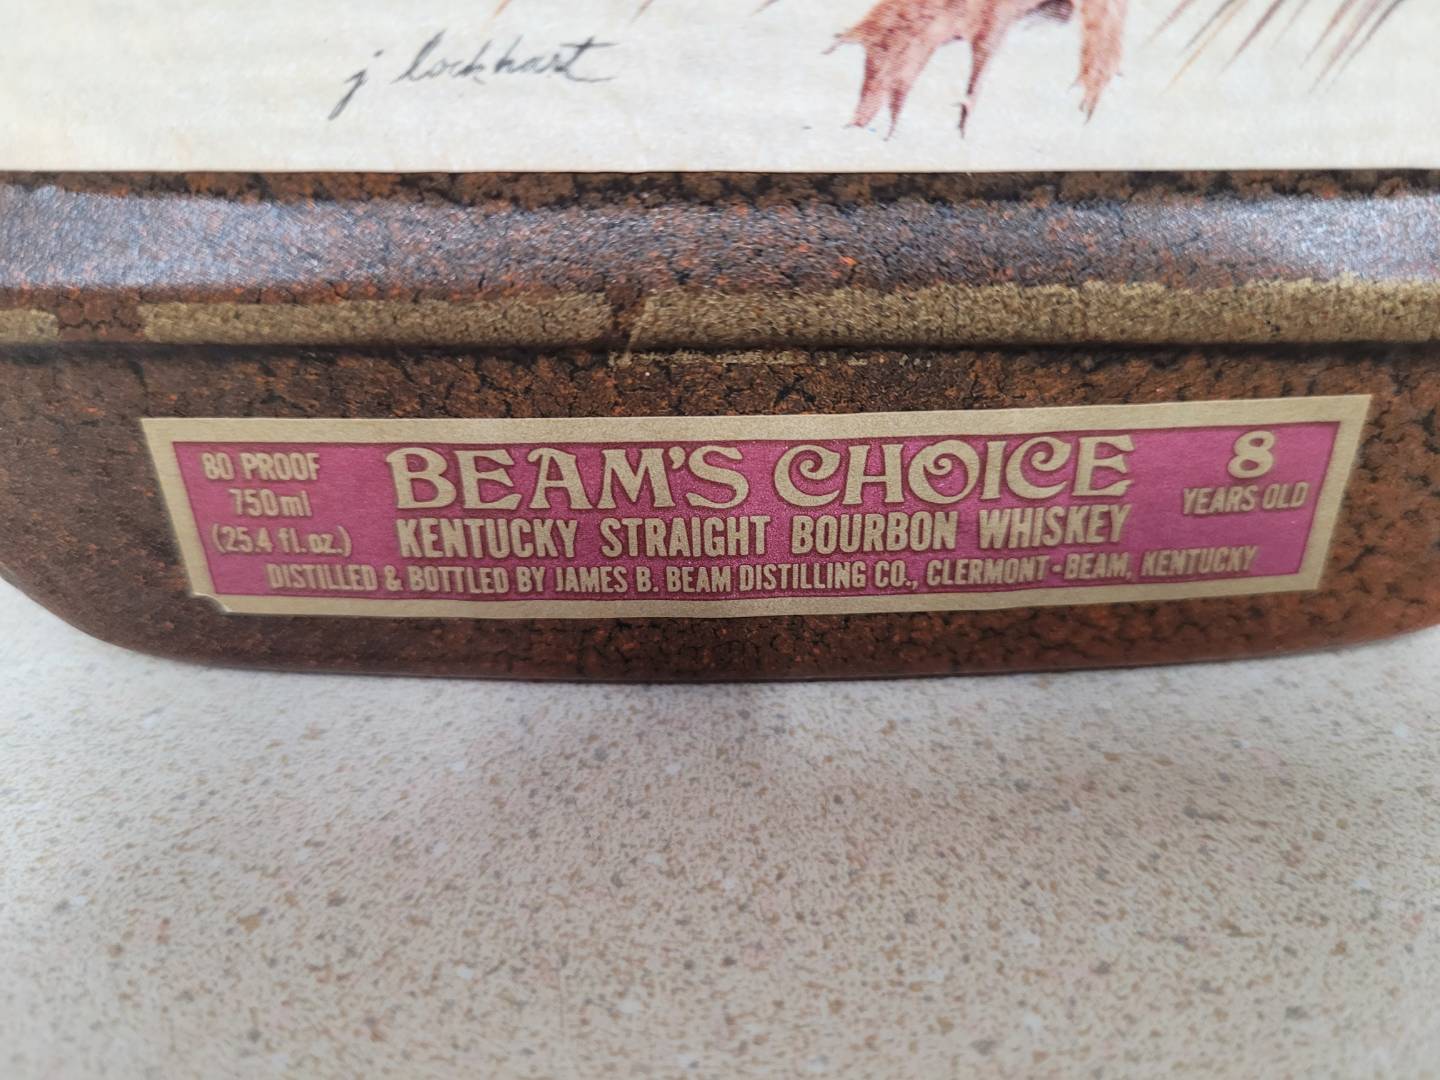 j lockhart
80 PROOF
750ml
(25.4 fl.oz.)
BEAM'S CHOICE
KENTUCKY STRAIGHT BOURBON WHISKEY
8
YEARS OLD
DISTILLED & BOTTLED BY JAMES B. BEAM DISTILLING CO., CLERMONT-BEAM, KENTUCKY